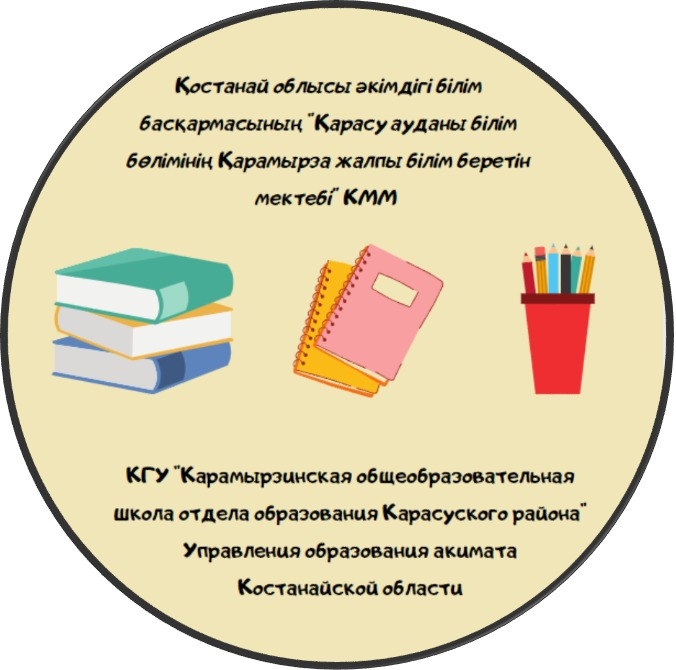 Қостанай облысы әкімдігі білім
басқармасының "Қарасу ауданы білім
бөлімінің Қарамырза жалпы білім беретін
мектебі" КММ
КГУ "Карамырзинская общеобразовательная
школа отдела образования Карасуского района"
Управления образования акимата
Костанайской области